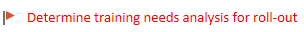 Determine training needs analysis for roll-out